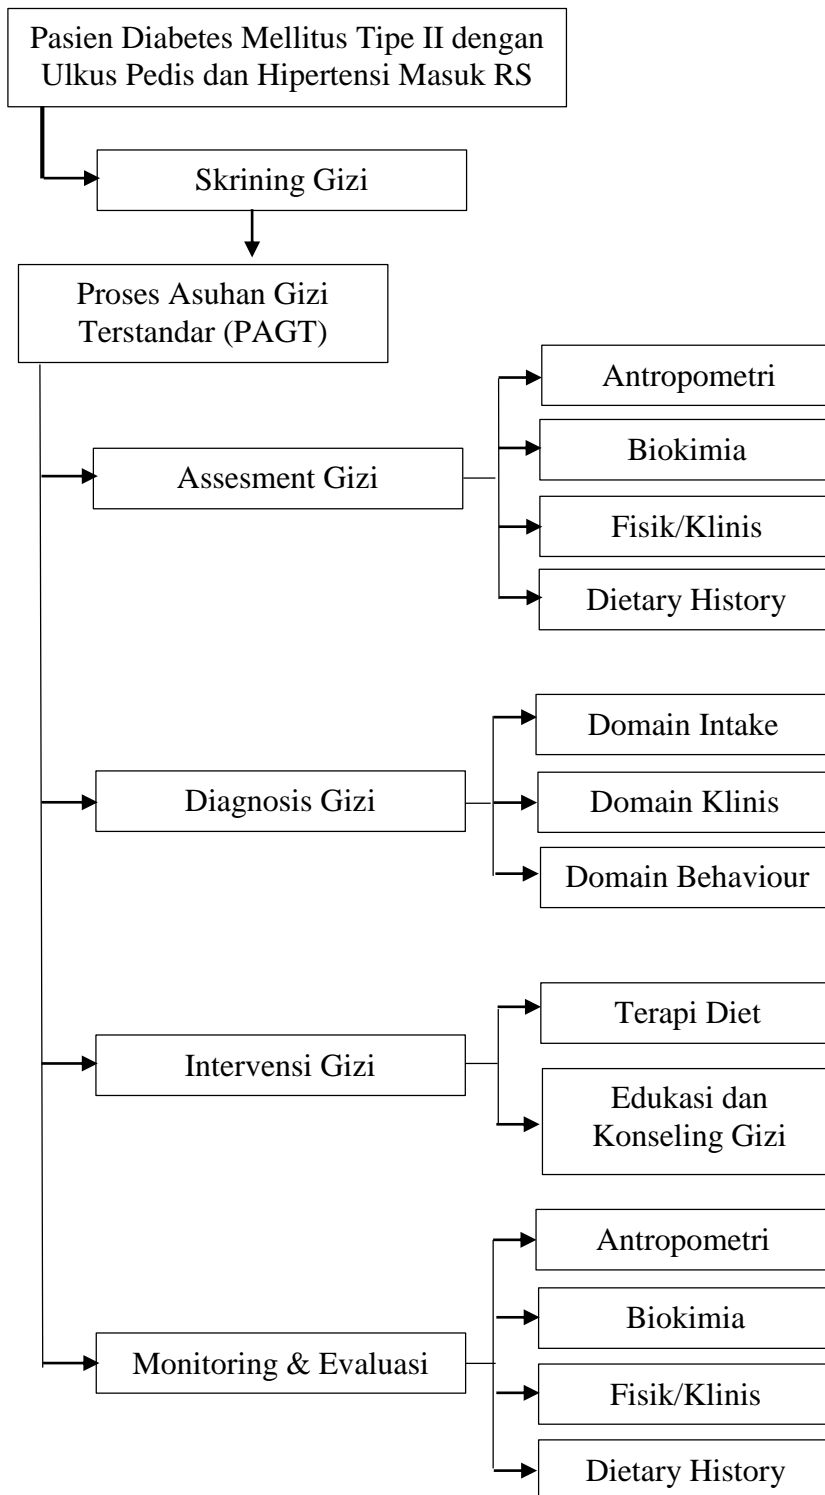 Pasien Diabetes Mellitus Tipe II dengan
Ulkus Pedis dan Hipertensi Masuk RS
Skrining Gizi
Proses Asuhan Gizi
Terstandar (PAGT)
Assesment Gizi
Antropometri
Biokimia
Fisik/Klinis
Dietary History
Diagnosis Gizi
Domain Intake
Domain Klinis
Domain Behaviour
Intervensi Gizi
Terapi Diet
Edukasi dan
Konseling Gizi
Monitoring & Evaluasi
Antropometri
Biokimia
Fisik/Klinis
Dietary History